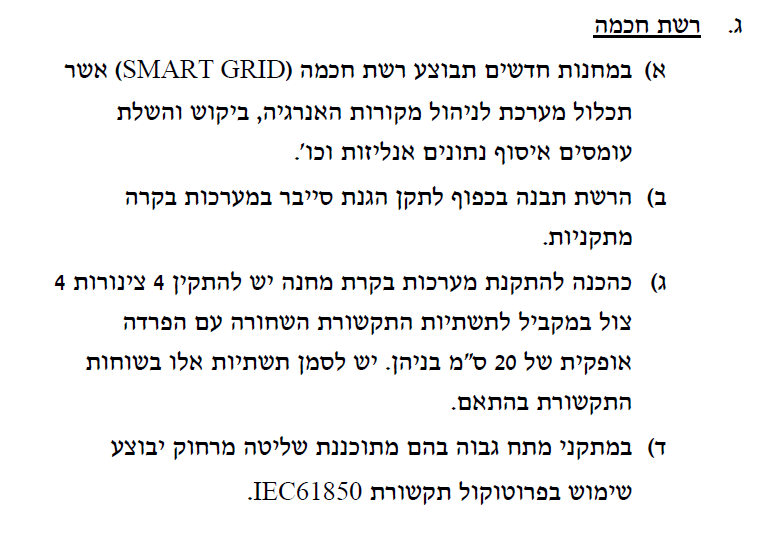 ג. רשת חכמה
א) במחנות חדשים תבוצע רשת חכמה (SMART GRID) אשר
תכלול מערכת לניהול מקורות האנרגיה, ביקוש והשלת
עומסים איסוף נתונים אנליזות וכו'.
ב) הרשת תבנה בכפוף לתקן הגנת סייבר במערכות בקרה
מתקניות.
ג) כהכנה להתקנת מערכות בקרת מחנה יש להתקין 4 צינורות 4
צול במקביל לתשתיות התקשורת השחורה עם הפרדה
אופקית של 20 ס"מ בניהן. יש לסמן תשתיות אלו בשוחות
התקשורת בהתאם.
ד) במתקני מתח גבוה בהם מתוכננת שליטה מרחוק יבוצע
שימוש בפרוטוקול תקשורת IEC61850.